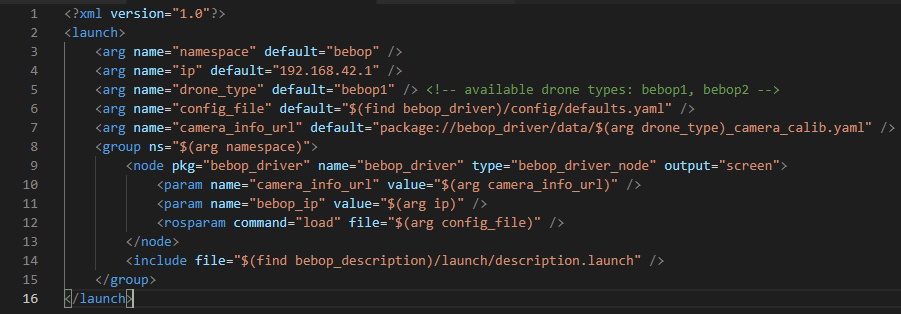 1 <?xml version="1.0"?>
2 <launch>
3 <arg name="namespace" default="bebop" />
4 <arg name="ip" default="192.168.42.1" />
5 <arg name="drone_type" default="bebop1" /> <!-- available drone types: bebop1, bebop2 -->
6 <arg name="config_file" default="$(find bebop_driver)/config/defaults.yaml" />
7 <arg name="camera_info_url" default="package://bebop_driver/data/$(arg drone_type)_camera_calib.yaml" />
8 <group ns="$(arg namespace)">
9 <node pkg="bebop_driver" name="bebop_driver" type="bebop_driver_node" output="screen">
10 <param name="camera_info_url" value="$(arg camera_info_url)" />
11 <param name="bebop_ip" value="$(arg ip)" />
12 <rosparam command="load" file="$(arg config_file)" />
13 </node>
14 <include file="$(find bebop_description)/launch/description.launch" />
15 </group>
16 </launch>